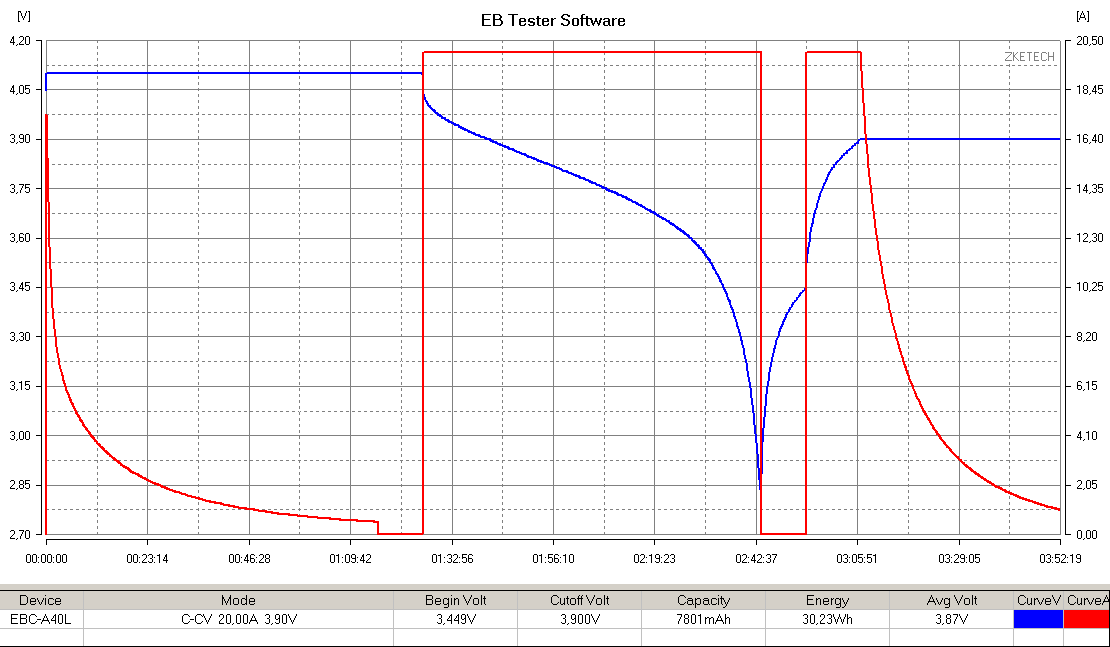 [V] EB Tester Software [A]
4,20 20,50
ZKETECH
4,05 18,45
3,90 16,40
3,75 14,35
3,60 12,30
3,45 10,25
3,30 8,20
3,15 6,15
3,00 4,10
2,85 2,05
2,70 0,00
00:00:00 00:23:14 00:46:28 01:09:42 01:32:56 01:56:10 02:19:23 02:42:37 03:05:51 03:29:05 03:52:19
Device Mode Begin Volt Cutoff Volt Capacity Energy Avg Volt CurveV CurveA
EBC-A40L C-CV 20,00A 3,90V 3,449V 3,900V 7801mAh 30,23Wh 3,87V